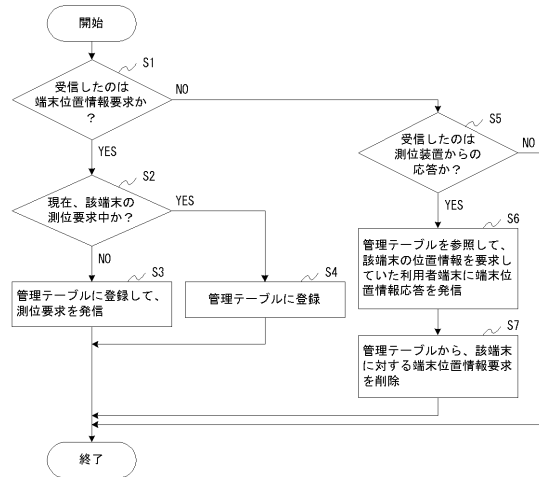 開始
S1
受信したのは
端末位置情報要求か
？
NO
YES
S2
現在、該端末の
測位要求中か？
YES
NO
S3
管理テーブルに登録して、
測位要求を発信
S4
管理テーブルに登録
S5
受信したのは
測位装置からの
応答か？
NO
YES
S6
管理テーブルを参照して、
該端末の位置情報を要求し
ていた利用者端末に端末位
置情報応答を発信
S7
管理テーブルから、該端末
に対する端末位置情報要求
を削除
終了